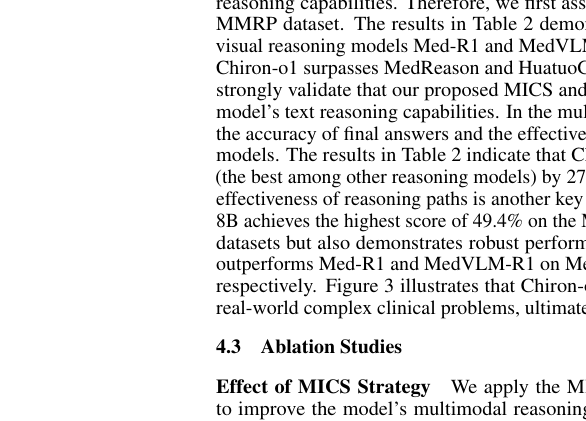 reasoning capabilities. Therefore, we first ass
MMRP dataset. The results in Table 2 demo
visual reasoning models Med-R1 and MedVLM
Chiron-o1 surpasses MedReason and HuatuoG
strongly validate that our proposed MICS and
model's text reasoning capabilities. In the mul
the accuracy of final answers and the effective
models. The results in Table 2 indicate that Ch
(the best among other reasoning models) by 27
effectiveness of reasoning paths is another key
8B achieves the highest score of 49.4% on the M
datasets but also demonstrates robust perform
outperforms Med-R1 and MedVLM-R1 on Me
respectively. Figure 3 illustrates that Chiron-o
real-world complex clinical problems, ultimate
4.3 Ablation Studies
Effect of MICS Strategy We apply the MI
to improve the model's multimodal reasoning